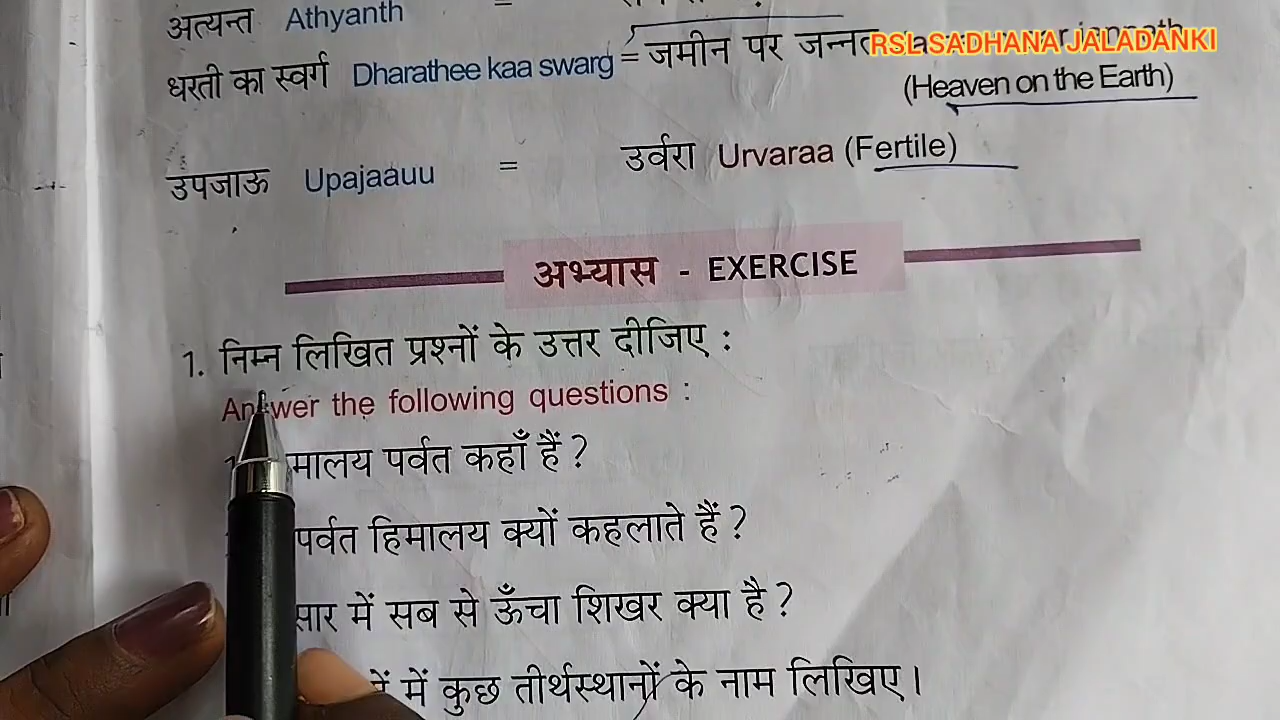 अत्यन्त Athyanth =
RSL SADHANA JALADANKI
धरती का स्वर्ग Dharathee kaa swarg = जमीन पर जन्नत
(Heaven on the Earth)
उपजाऊ Upajaauu = उर्वरा Urvaraa (Fertile)
अभ्यास - EXERCISE
1. निम्न लिखित प्रश्नों के उत्तर दीजिए :
Answer the following questions :
मालय पर्वत कहाँ हैं ?
पर्वत हिमालय क्यों कहलाते हैं ?
सार में सब से ऊँचा शिखर क्या है ?
में कुछ तीर्थस्थानों के नाम लिखिए।